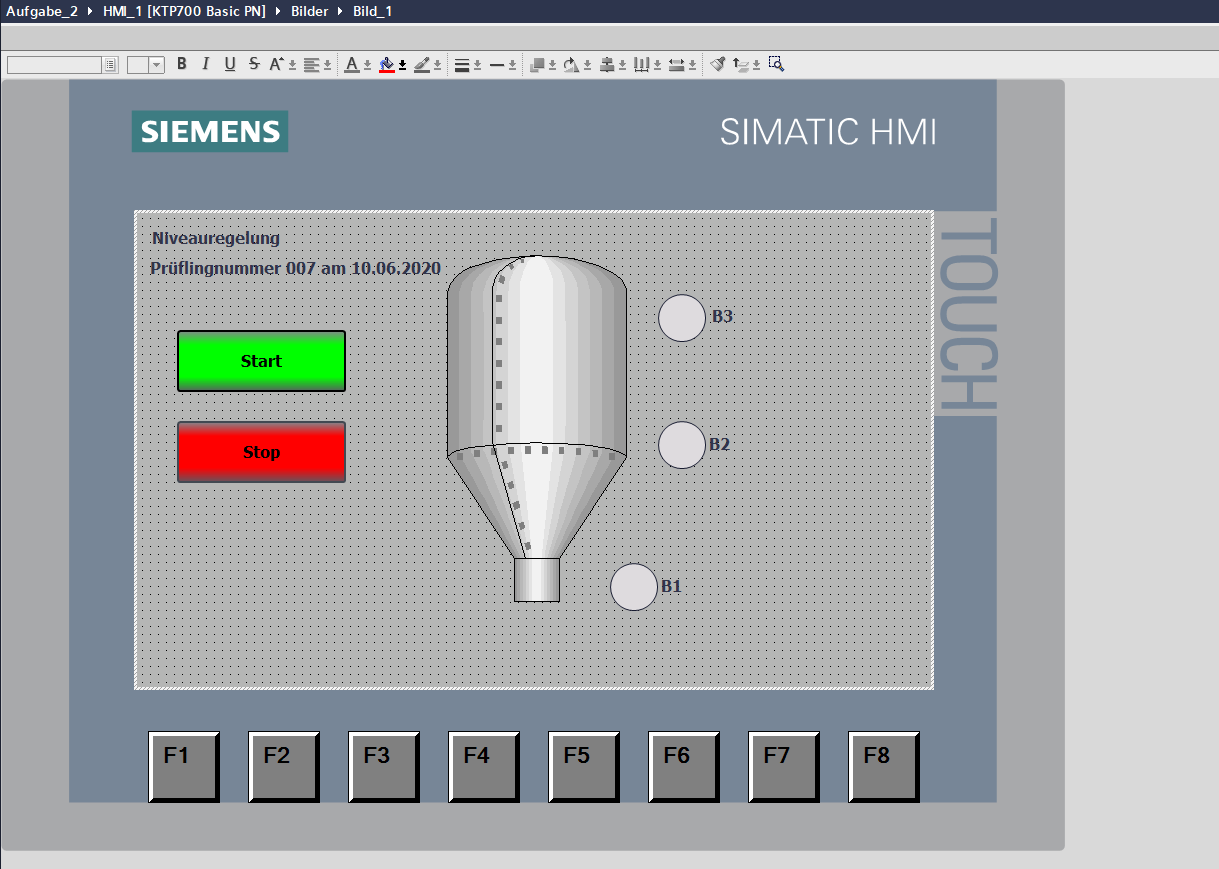 Aufgabe_2 HMI_1 [KTP700 Basic PN] Bilder Bild_1
B I U S A A
SIEMENS
SIMATIC HMI
TOUCH
Niveauregelung
Prüflingnummer 007 am 10.06.2020
Start
Stop
B3
B2
B1
F1 F2 F3 F4 F5 F6 F7 F8